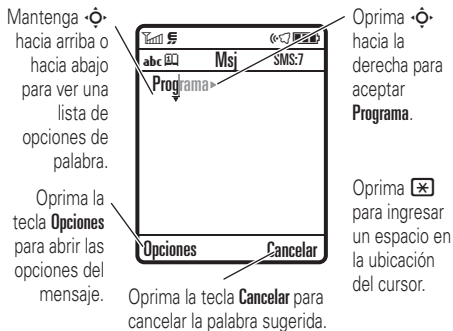 Mantenga
hacia arriba o
hacia abajo
para ver una
lista de
opciones de
palabra.
Oprima la
tecla Opciones
para abrir las
opciones del
mensaje.
abc
Msj
SMS:7
Programa
Opciones
Cancelar
Oprima la tecla Cancelar para
cancelar la palabra sugerida.
Oprima
hacia la
derecha para
aceptar
Programa.
Oprima *
para ingresar
un espacio en
la ubicación
del cursor.